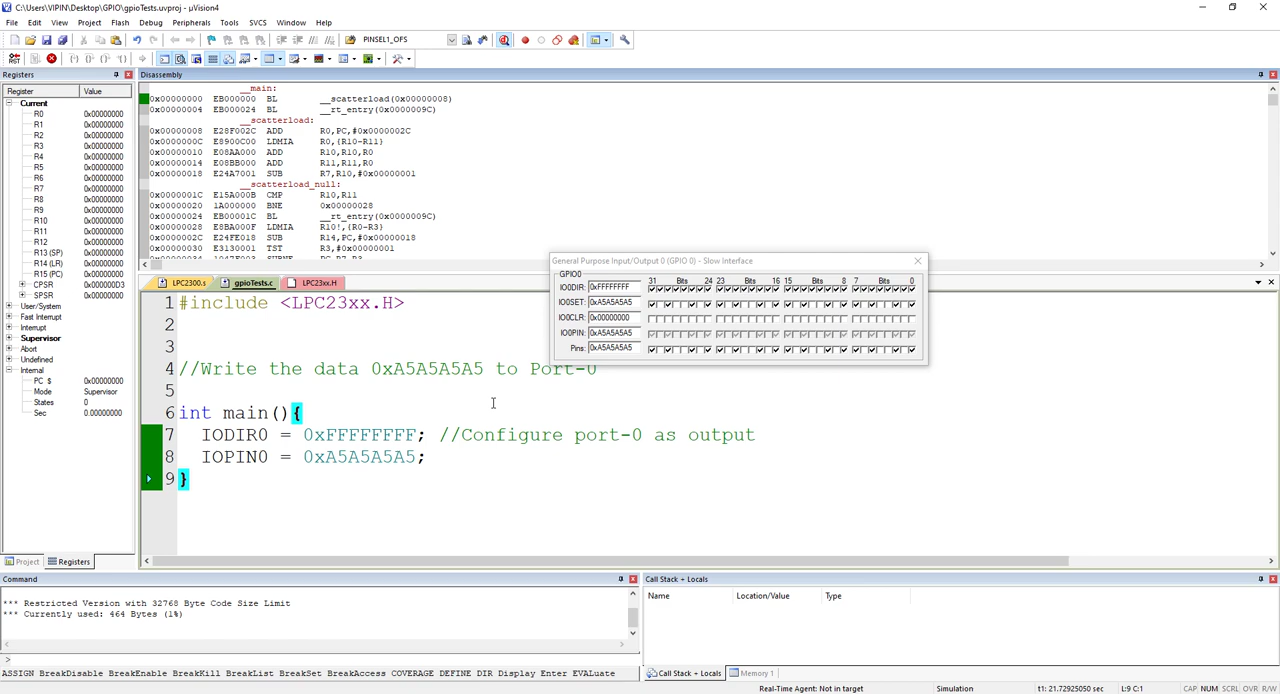 C:\Users\VIPIN\Desktop\GPIO\gpioTests.uvproj - µVision4
File Edit View Project Flash Debug Peripherals Tools SVCS Window Help
PINSEL1_OFS
Registers
Register Value
Current
R0 0x00000000
R1 0x00000000
R2 0x00000000
R3 0x00000000
R4 0x00000000
R5 0x00000000
R6 0x00000000
R7 0x00000000
R8 0x00000000
R9 0x00000000
R10 0x00000000
R11 0x00000000
R12 0x00000000
R13 (SP) 0x00000000
R14 (LR) 0x00000000
R15 (PC) 0x00000000
CPSR 0x000000D3
SPSR 0x00000000
User/System
Fast Interrupt
Interrupt
Supervisor
Abort
Undefined
Internal
PC $ 0x00000000
Mode Supervisor
States 0
Sec 0.00000000
Project Registers
Disassembly
__main:
0x00000000 EB000000 BL __scatterload(0x00000008)
0x00000004 EB000024 BL __rt_entry(0x0000009C)
__scatterload:
0x00000008 E28F002C ADD R0,PC,#0x0000002C
0x0000000C E8900C00 LDMIA R0,{R10-R11}
0x00000010 E08AA000 ADD R10,R10,R0
0x00000014 E08BB000 ADD R11,R11,R0
0x00000018 E24A7001 SUB R7,R10,#0x00000001
__scatterload_null:
0x0000001C E15A000B CMP R10,R11
0x00000020 1A000000 BNE 0x00000028
0x00000024 EB00001C BL __rt_entry(0x0000009C)
0x00000028 E8BA000F LDMIA R10!,{R0-R3}
0x0000002C E24FE018 SUB R14,PC,#0x00000018
0x00000030 E3130001 TST R3,#0x00000001
General Purpose Input/Output 0 (GPIO 0) - Slow Interface
GPIO0
31 Bits 24 23 Bits 16 15 Bits 8 7 Bits 0
IO0DIR: 0xFFFFFFFF
IO0SET: 0xA5A5A5A5
IO0CLR: 0x00000000
IO0PIN: 0xA5A5A5A5
Pins: 0xA5A5A5A5
LPC2300.s gpioTests.c LPC23xx.H
1 #include <LPC23xx.H>
2
3
4 //Write the data 0xA5A5A5A5 to Port-0
5
6 int main(){
7 IODIR0 = 0xFFFFFFFF; //Configure port-0 as output
8 IOPIN0 = 0xA5A5A5A5;
9 }
Command
*** Restricted Version with 32768 Byte Code Size Limit
*** Currently used: 464 Bytes (1%)
>
ASSIGN BreakDisable BreakEnable BreakKill BreakList BreakSet BreakAccess COVERAGE DEFINE DIR Display Enter EVALuate
Call Stack + Locals
Name Location/Value Type
Call Stack + Locals Memory 1
Real-Time Agent: Not in target Simulation t1: 21.72925050 sec L:9 C:1 CAP NUM SCRL OVR R/W